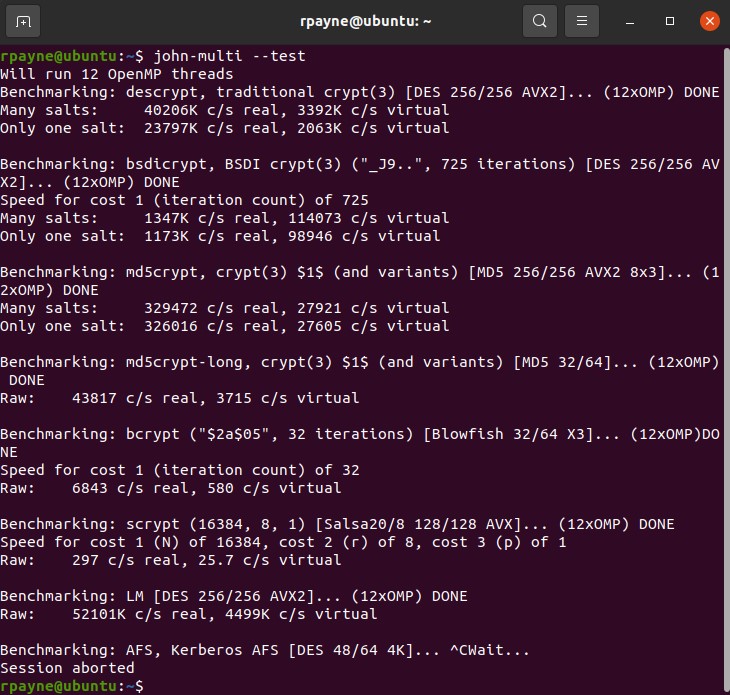 rpayne@ubuntu: ~
rpayne@ubuntu:~$ john-multi --test
Will run 12 OpenMP threads
Benchmarking: descrypt, traditional crypt(3) [DES 256/256 AVX2]... (12xOMP) DONE
Many salts:     40206K c/s real, 3392K c/s virtual
Only one salt:  23797K c/s real, 2063K c/s virtual

Benchmarking: bsdicrypt, BSDI crypt(3) ("_J9..", 725 iterations) [DES 256/256 AV
X2]... (12xOMP) DONE
Speed for cost 1 (iteration count) of 725
Many salts:     1347K c/s real, 114073 c/s virtual
Only one salt:  1173K c/s real, 98946 c/s virtual

Benchmarking: md5crypt, crypt(3) $1$ (and variants) [MD5 256/256 AVX2 8x3]... (1
2xOMP) DONE
Many salts:     329472 c/s real, 27921 c/s virtual
Only one salt:  326016 c/s real, 27605 c/s virtual

Benchmarking: md5crypt-long, crypt(3) $1$ (and variants) [MD5 32/64]... (12xOMP)
 DONE
Raw:    43817 c/s real, 3715 c/s virtual

Benchmarking: bcrypt ("$2a$05", 32 iterations) [Blowfish 32/64 X3]... (12xOMP)DO
NE
Speed for cost 1 (iteration count) of 32
Raw:    6843 c/s real, 580 c/s virtual

Benchmarking: scrypt (16384, 8, 1) [Salsa20/8 128/128 AVX]... (12xOMP) DONE
Speed for cost 1 (N) of 16384, cost 2 (r) of 8, cost 3 (p) of 1
Raw:    297 c/s real, 25.7 c/s virtual

Benchmarking: LM [DES 256/256 AVX2]... (12xOMP) DONE
Raw:    52101K c/s real, 4499K c/s virtual

Benchmarking: AFS, Kerberos AFS [DES 48/64 4K]... ^CWait...
Session aborted
rpayne@ubuntu:~$